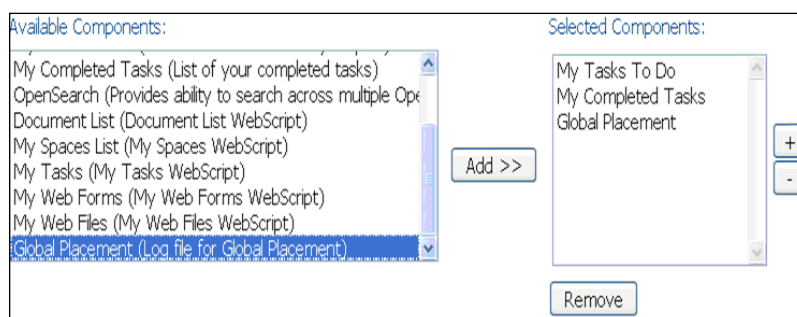 Available Components:
My Completed Tasks (List of your completed tasks)
OpenSearch (Provides ability to search across multiple Ope
Document List (Document List WebScript)
My Spaces List (My Spaces WebScript)
My Tasks (My Tasks WebScript)
My Web Forms (My Web Forms WebScript)
My Web Files (My Web Files WebScript)
Global Placement (Log file for Global Placement)
Add >>
Selected Components:
My Tasks To Do
My Completed Tasks
Global Placement
+
-
Remove